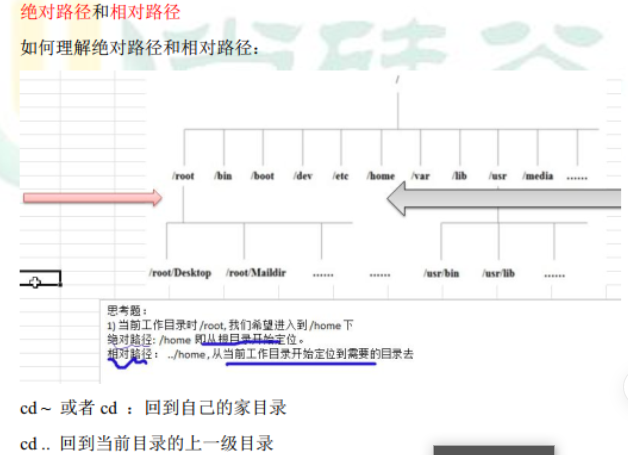 绝对路径和相对路径
如何理解绝对路径和相对路径：
/
/root /bin /boot /dev /etc /home /var /lib /usr /media ......
/root/Desktop /root/Maildir ...... ...... /usr/bin /usr/lib ......
思考题：
1) 当前工作目录时 /root, 我们希望进入到 /home 下
绝对路径: /home 即从根目录开始定位。
相对路径： ../home , 从当前工作目录开始定位到需要的目录去
cd ~ 或者 cd ：回到自己的家目录
cd .. 回到当前目录的上一级目录